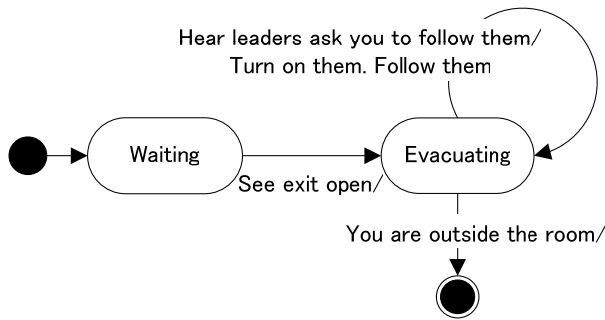 Hear leaders ask you to follow them/
Turn on them. Follow them
Waiting
Evacuating
See exit open/
You are outside the room/